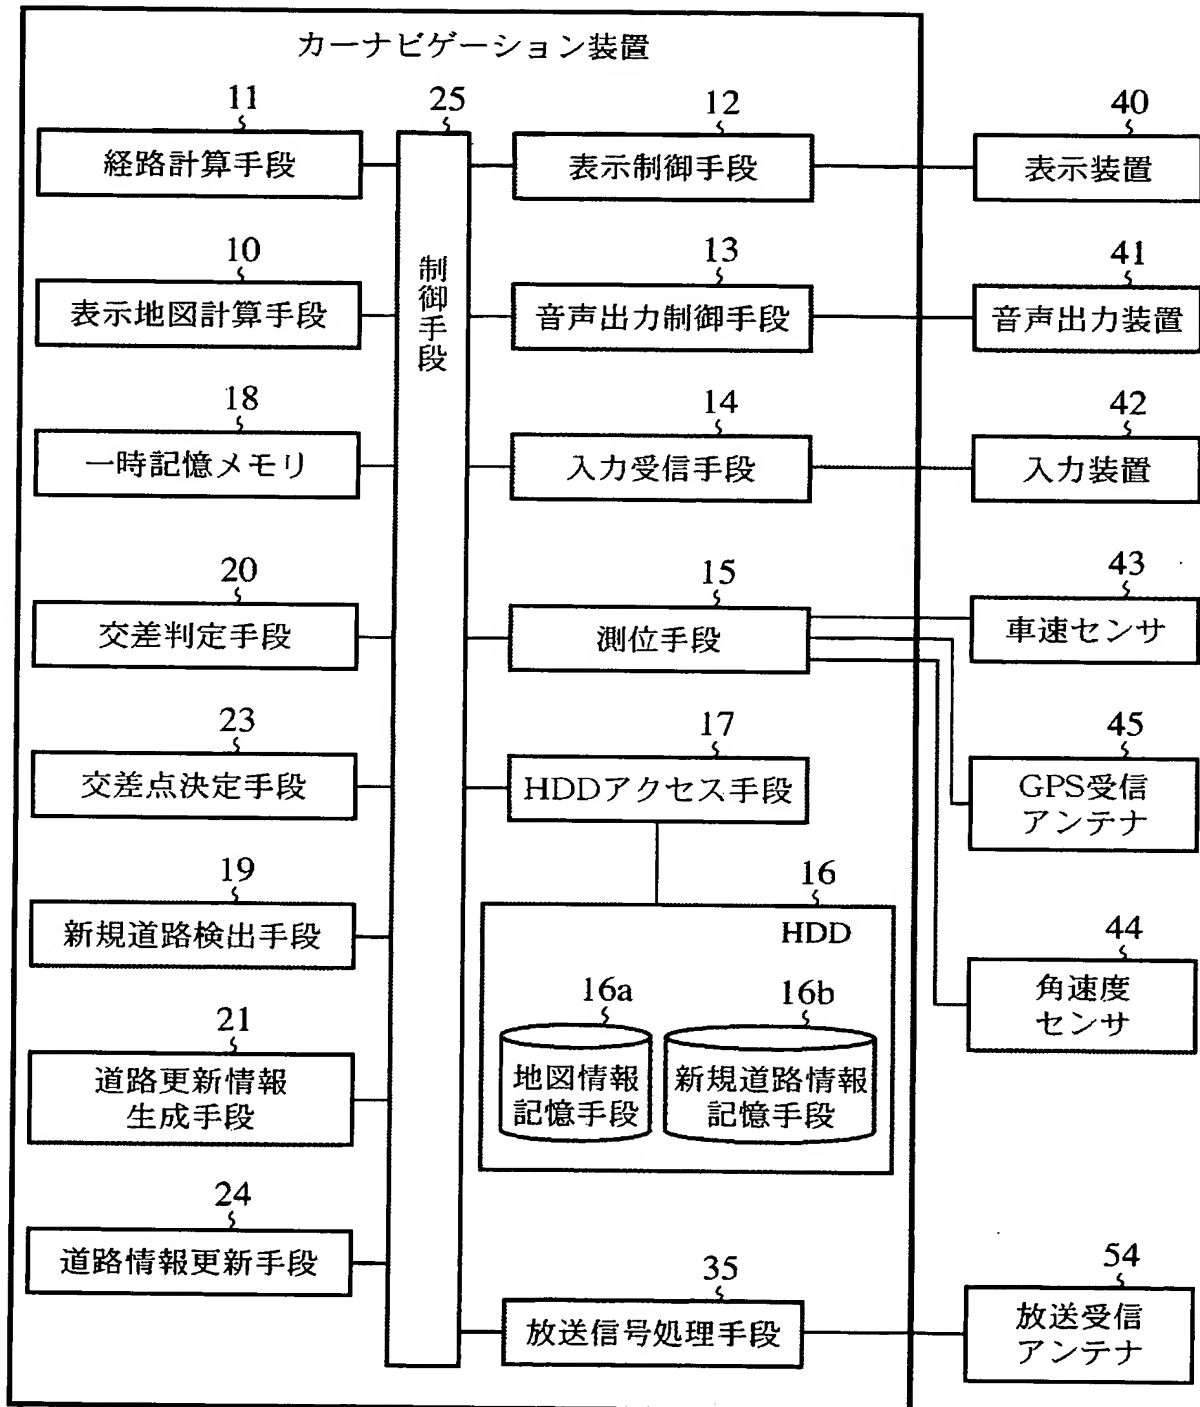 カーナビゲーション装置
11
25
12
40
経路計算手段
表示制御手段
表示装置
10
制御手段
13
41
表示地図計算手段
音声出力制御手段
音声出力装置
18
14
42
一時記憶メモリ
入力受信手段
入力装置
20
15
43
交差判定手段
測位手段
車速センサ
23
17
45
交差点決定手段
HDDアクセス手段
GPS受信
アンテナ
19
16
新規道路検出手段
HDD
44
角速度
センサ
16a
16b
21
道路更新情報
生成手段
地図情報
記憶手段
新規道路情報
記憶手段
24
道路情報更新手段
35
54
放送信号処理手段
放送受信
アンテナ